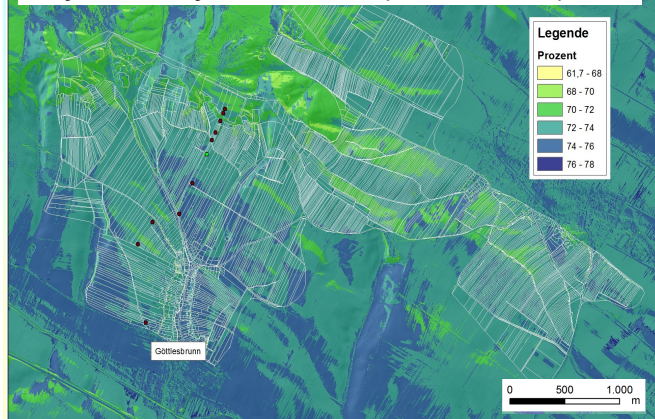 Legende
Prozent
61,7 - 68
68 - 70
70 - 72
72 - 74
74 - 76
76 - 78
Göttlesbrunn
0 500 1.000
m